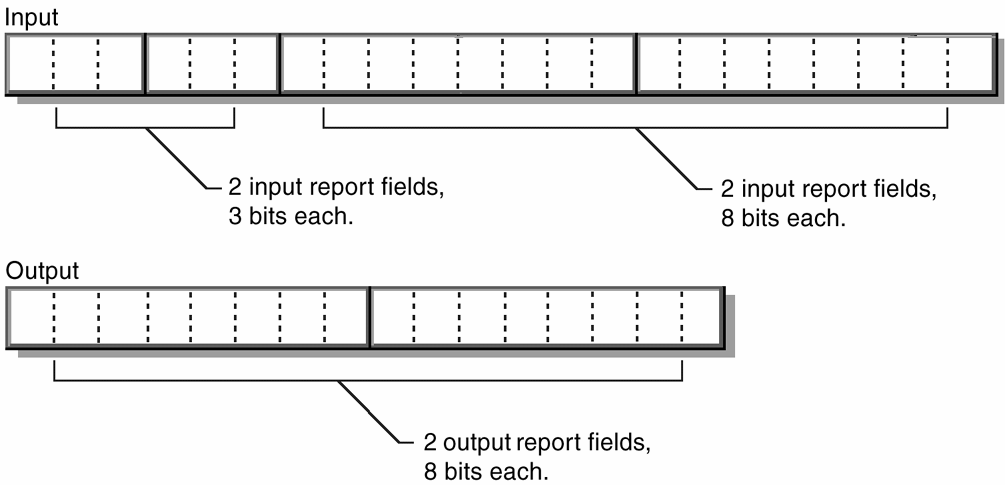 Input
2 input report fields,
3 bits each.
2 input report fields,
8 bits each.
Output
2 output report fields,
8 bits each.